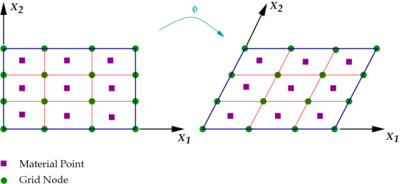 X2
ϕ
X2
X1
X1
Material Point
Grid Node